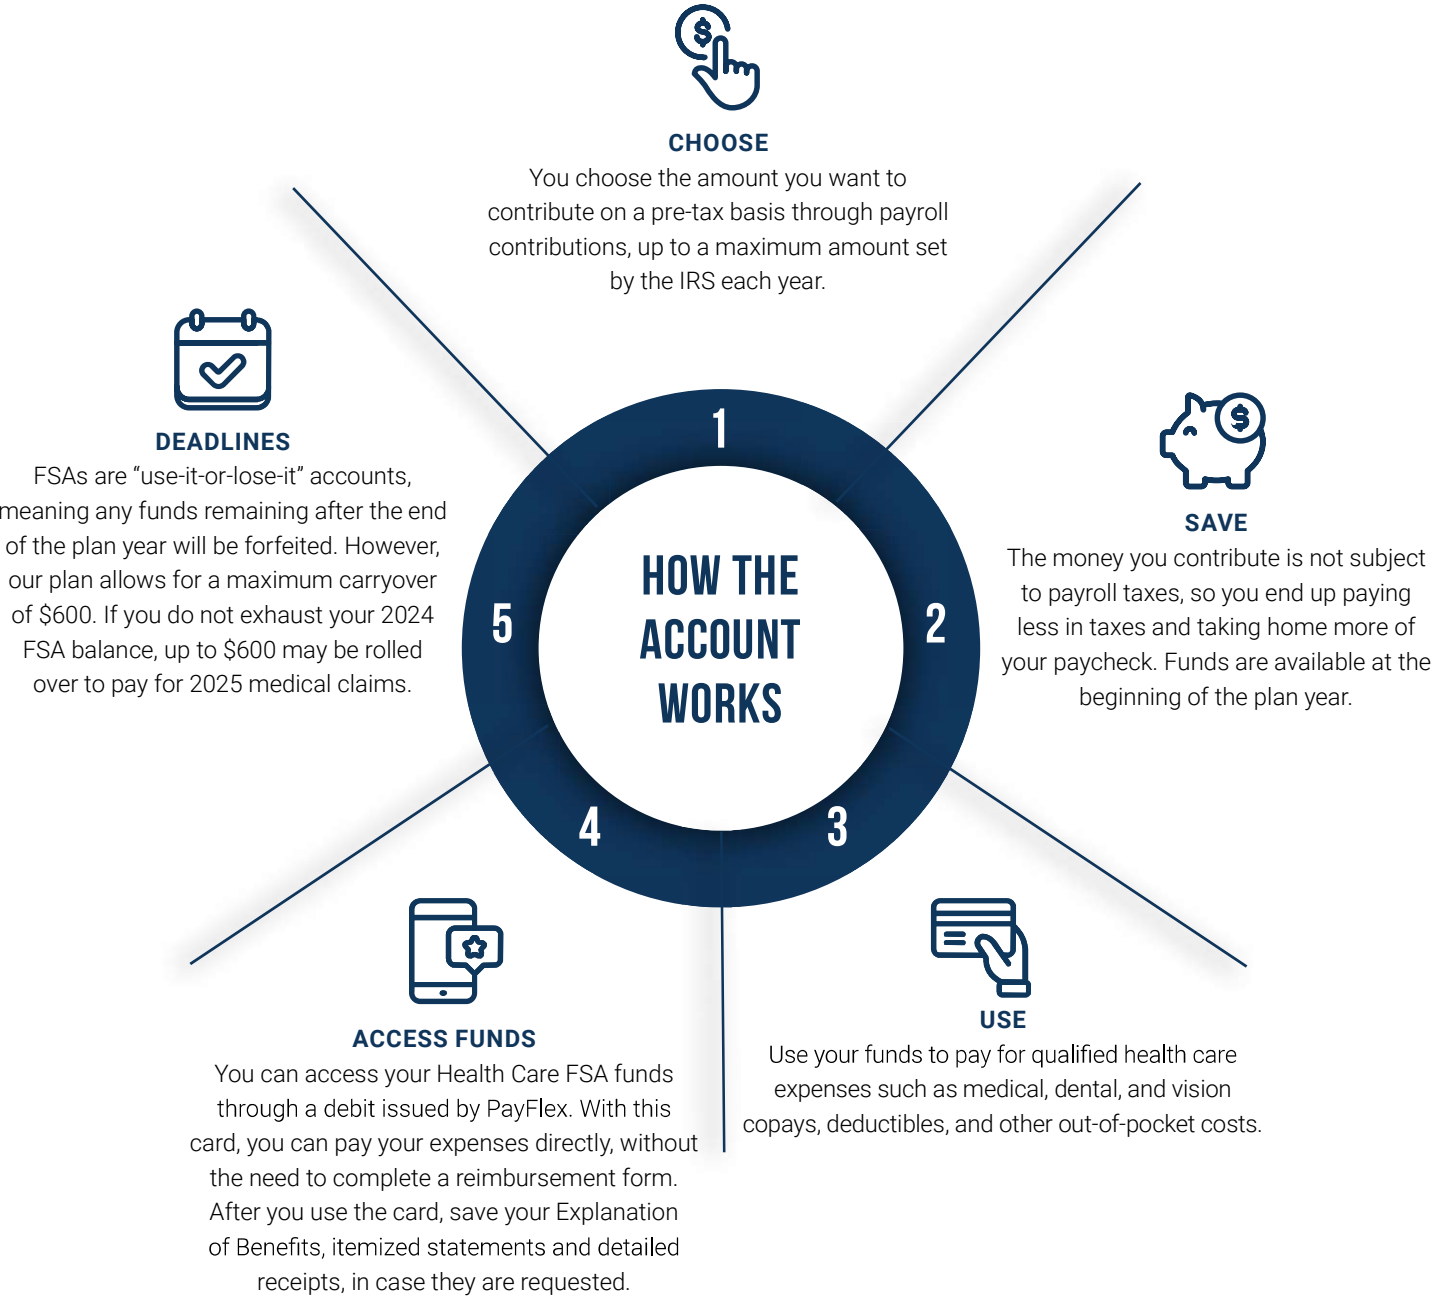 CHOOSE
You choose the amount you want to
contribute on a pre-tax basis through payroll
contributions, up to a maximum amount set
by the IRS each year.
1
HOW THE
ACCOUNT
WORKS
2
SAVE
The money you contribute is not subject
to payroll taxes, so you end up paying
less in taxes and taking home more of
your paycheck. Funds are available at the
beginning of the plan year.
3
USE
Use your funds to pay for qualified health care
expenses such as medical, dental, and vision
copays, deductibles, and other out-of-pocket costs.
4
ACCESS FUNDS
You can access your Health Care FSA funds
through a debit issued by PayFlex. With this
card, you can pay your expenses directly, without
the need to complete a reimbursement form.
After you use the card, save your Explanation
of Benefits, itemized statements and detailed
receipts, in case they are requested.
5
DEADLINES
FSAs are “use-it-or-lose-it” accounts,
meaning any funds remaining after the end
of the plan year will be forfeited. However,
our plan allows for a maximum carryover
of $600. If you do not exhaust your 2024
FSA balance, up to $600 may be rolled
over to pay for 2025 medical claims.